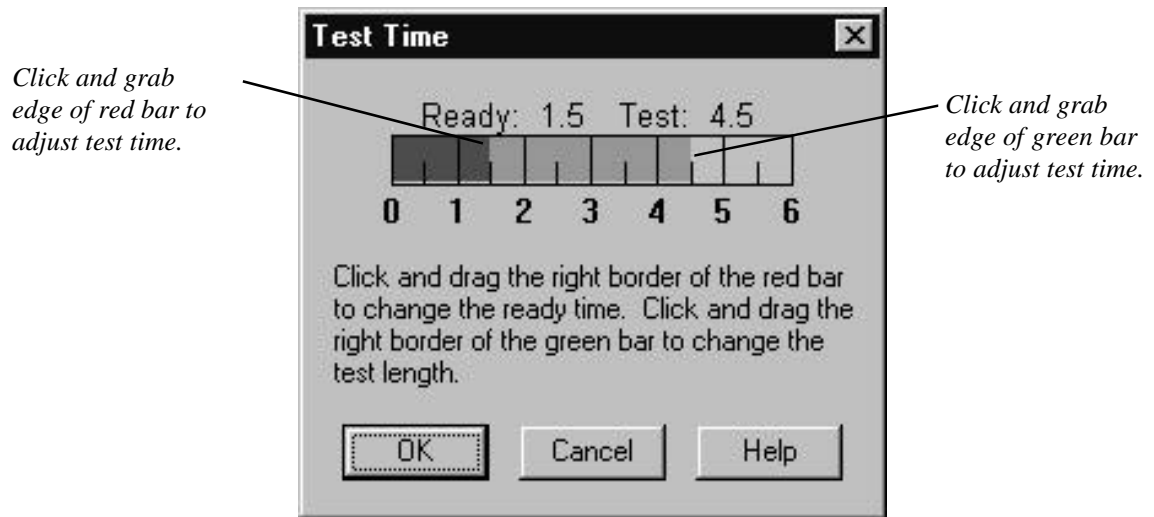 Test Time
Click and grab
edge of red bar to
adjust test time.
Click and grab
edge of green bar
to adjust test time.
Ready: 1.5 Test: 4.5
0 1 2 3 4 5 6
Click and drag the right border of the red bar
to change the ready time. Click and drag the
right border of the green bar to change the
test length.
OK Cancel Help